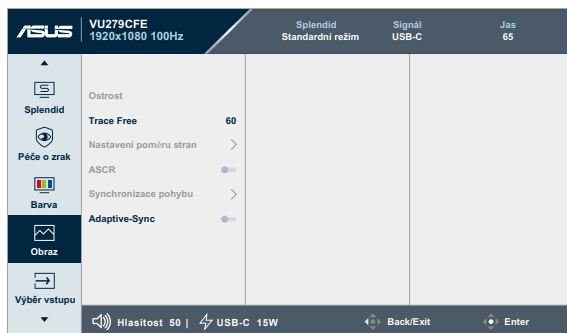 ASUS
VU279CFE
1920x1080 100Hz
Splendid
Standardní režim
Signál
USB-C
Jas
65
Splendid
Péče o zrak
Barva
Obraz
Výběr vstupu
Ostrost
Trace Free 60
Nastavení poměru stran
ASCR
Synchronizace pohybu
Adaptive-Sync
Hlasitost 50 | USB-C 15W
Back/Exit
Enter